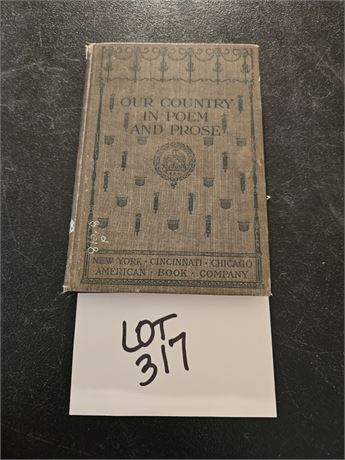 OUR COUNTRY
IN POEM
AND PROSE
NEW YORK · CINCINNATI · CHICAGO
AMERICAN · BOOK · COMPANY
LOT
317